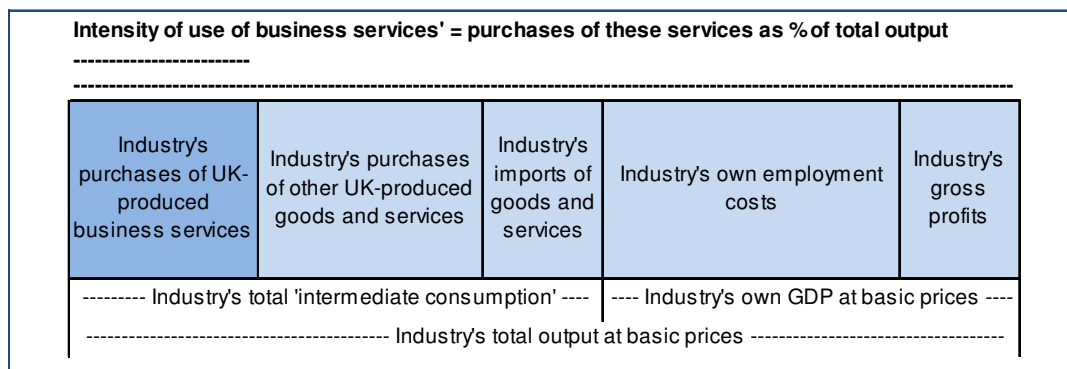 Intensity of use of business services' = purchases of these services as % of total output
-------------------------
--------------------------------------------------------------------------------------------------------------------------------------
Industry's
purchases of UK-
produced
business services
Industry's purchases
of other UK-produced
goods and services
Industry's
imports of
goods and
services
Industry's own employment
costs
Industry's
gross
profits
--------- Industry's total 'intermediate consumption' ----
---- Industry's own GDP at basic prices ----
------------------------------------------ Industry's total output at basic prices -----------------------------------